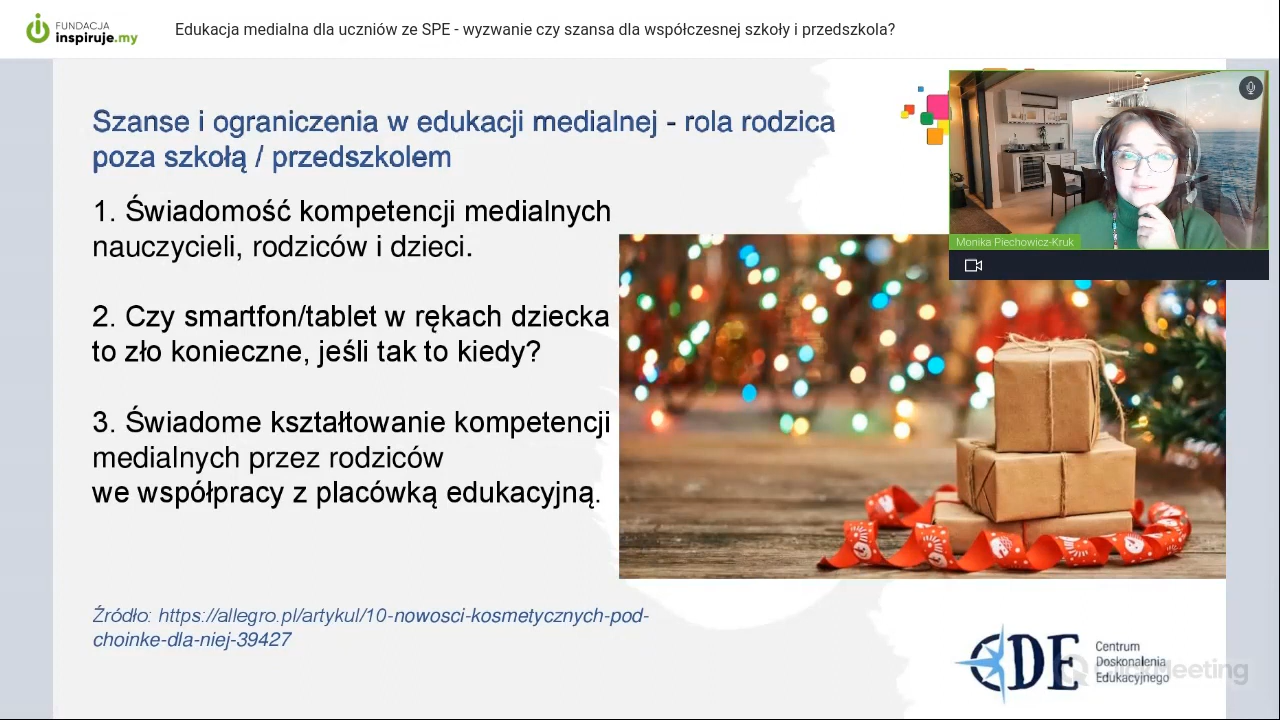 FUNDACJA
inspiruje.my
Edukacja medialna dla uczniów ze SPE - wyzwanie czy szansa dla współczesnej szkoły i przedszkola?
Szanse i ograniczenia w edukacji medialnej - rola rodzica
poza szkołą / przedszkolem
Monika Piechowicz-Kruk
1. Świadomość kompetencji medialnych
nauczycieli, rodziców i dzieci.
2. Czy smartfon/tablet w rękach dziecka
to zło konieczne, jeśli tak to kiedy?
3. Świadome kształtowanie kompetencji
medialnych przez rodziców
we współpracy z placówką edukacyjną.
Źródło: https://allegro.pl/artykul/10-nowosci-kosmetycznych-pod-
choinke-dla-niej-39427
CDE
Centrum
Doskonalenia
Edukacyjnego
ClickMeeting